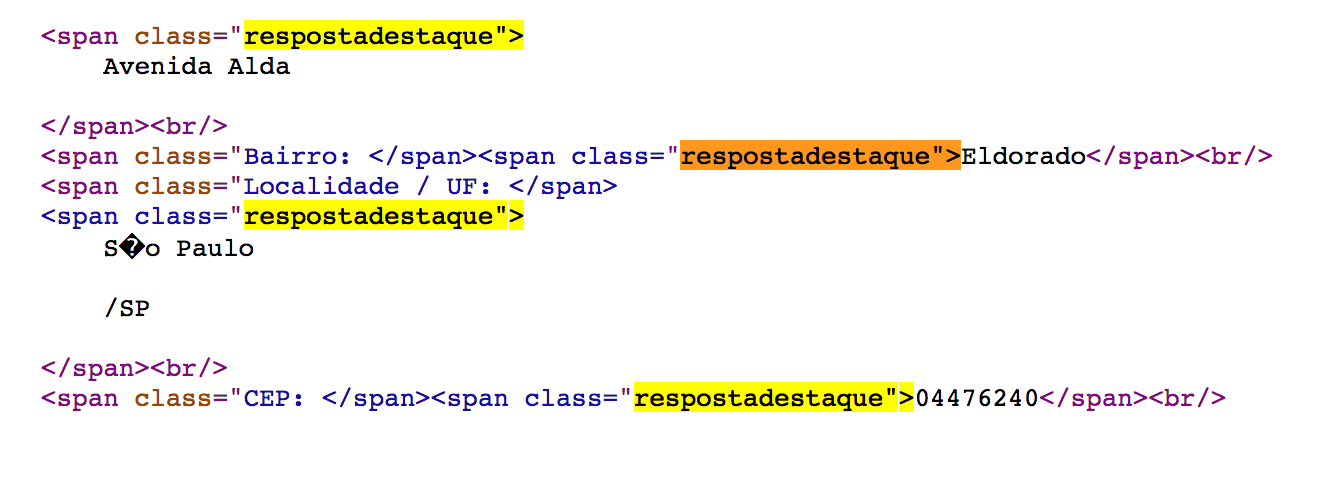 <span class="respostadestaque">
Avenida Alda
</span><br/>
<span class="Bairro: </span><span class="respostadestaque">Eldorado</span><br/>
<span class="Localidade / UF: </span>
<span class="respostadestaque">
S�o Paulo
/SP
</span><br/>
<span class="CEP: </span><span class="respostadestaque">04476240</span><br/>